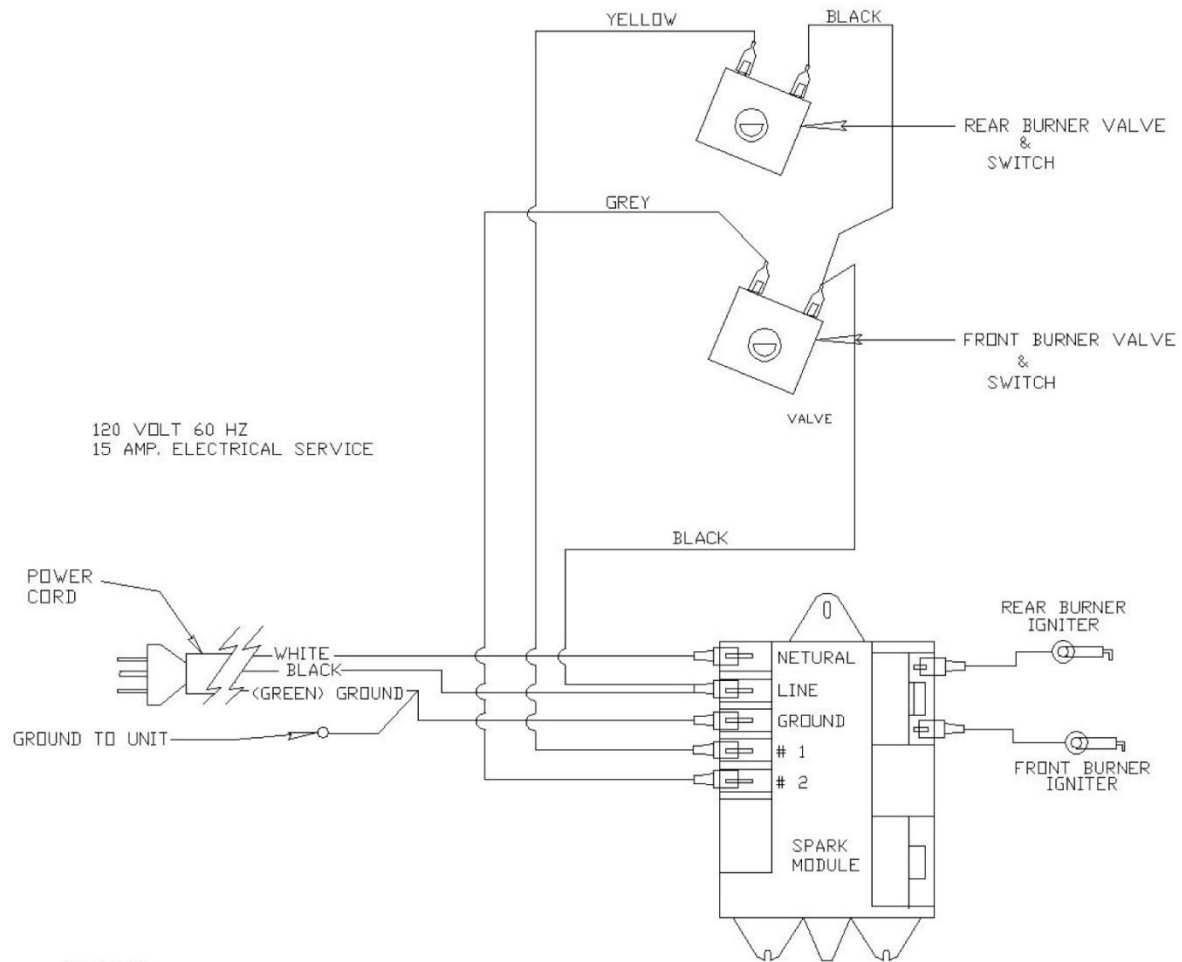 YELLOW
BLACK
REAR BURNER VALVE
&
SWITCH
GREY
FRONT BURNER VALVE
&
SWITCH
VALVE
120 VOLT 60 HZ
15 AMP. ELECTRICAL SERVICE
BLACK
POWER
CORD
WHITE
BLACK
(GREEN) GROUND
GROUND TO UNIT
NETURAL
LINE
GROUND
# 1
# 2
SPARK
MODULE
REAR BURNER
IGNITER
FRONT BURNER
IGNITER